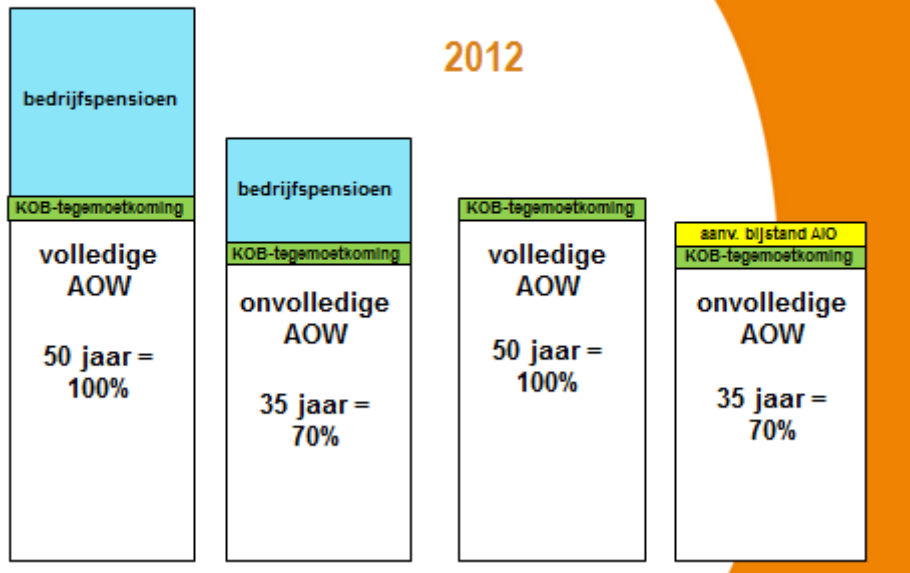 2012
bedrijfspensioen
KOB-tegemoetkoming
volledige
AOW
50 jaar =
100%
bedrijfspensioen
KOB-tegemoetkoming
onvolledige
AOW
35 jaar =
70%
KOB-tegemoetkoming
volledige
AOW
50 jaar =
100%
aanv. bijstand AIO
KOB-tegemoetkoming
onvolledige
AOW
35 jaar =
70%